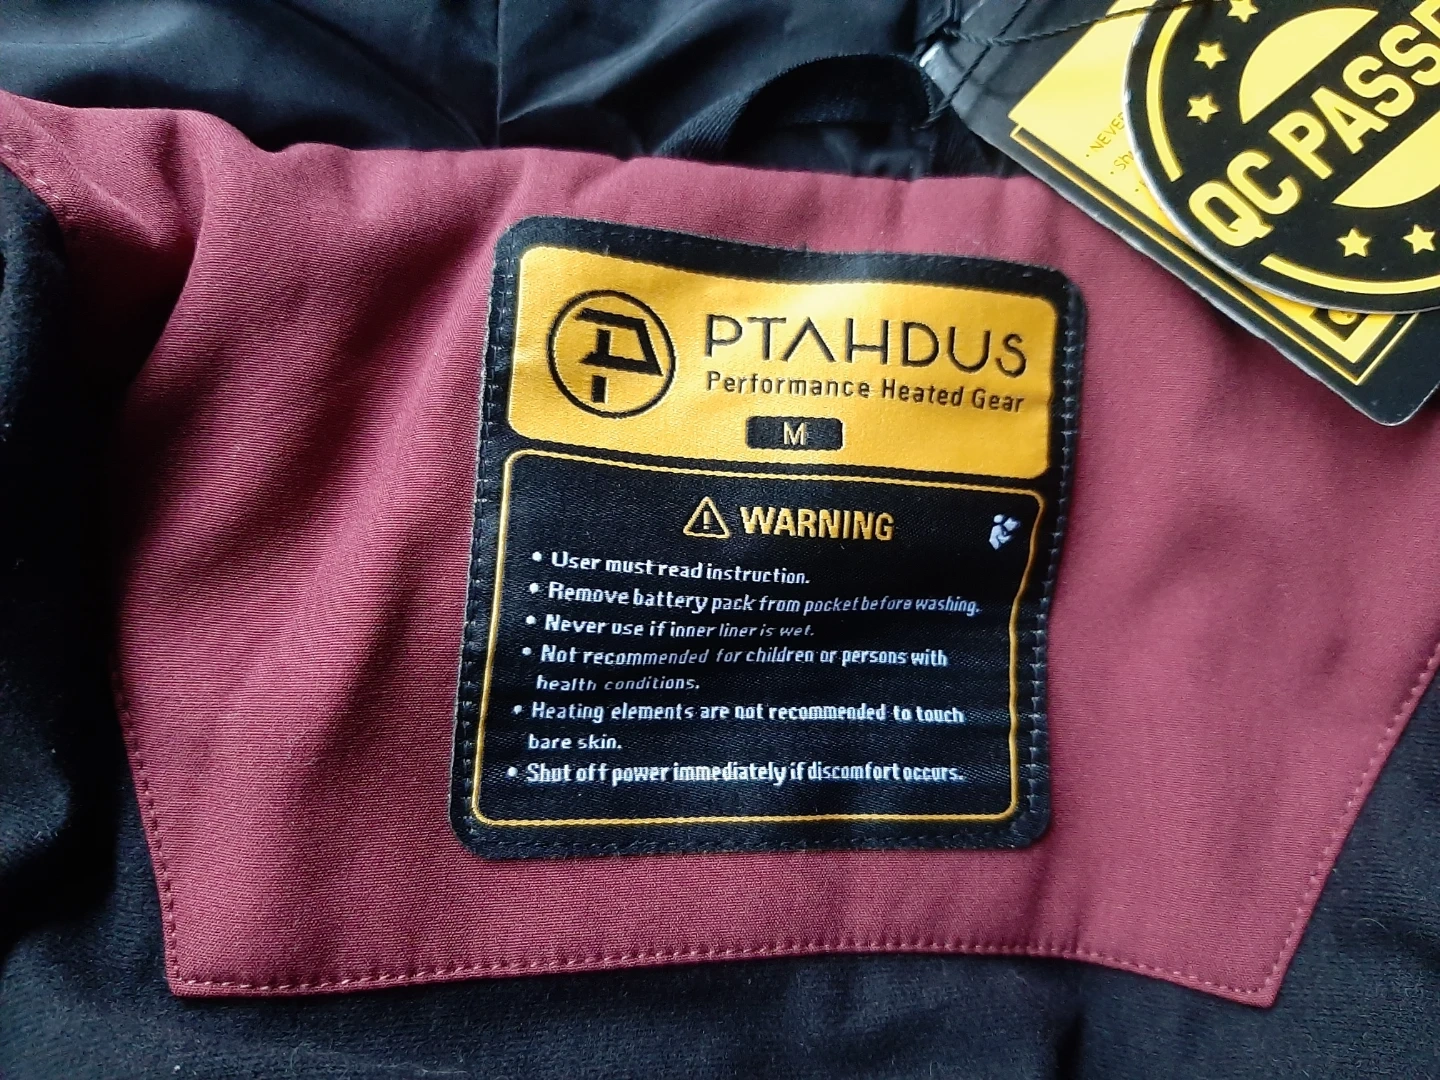 PTAHDUS
Performance Heated Gear
M
WARNING
• User must read instruction.
• Remove battery pack from pocket before washing.
• Never use if inner liner is wet.
• Not recommended for children or persons with
health conditions.
• Heating elements are not recommended to touch
bare skin.
• Shut off power immediately if discomfort occurs.
QC PASSE
• NEVER